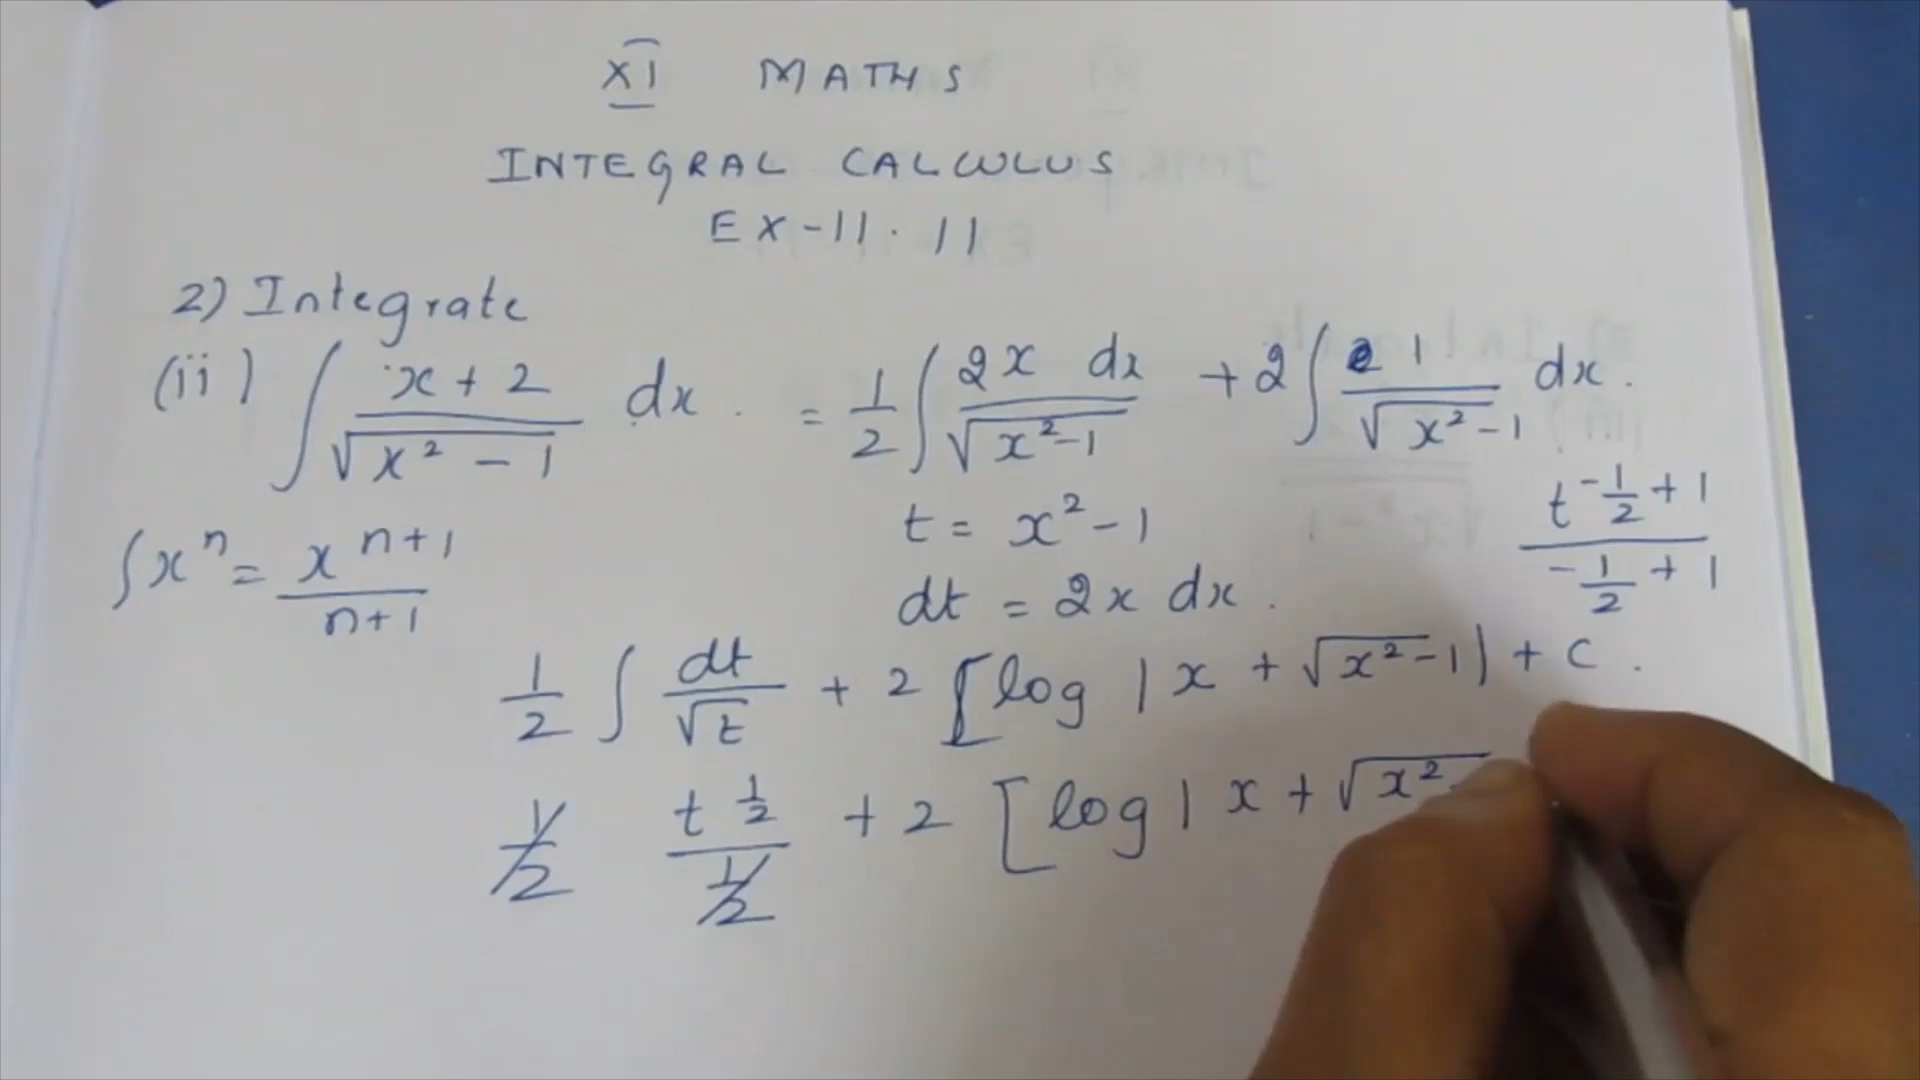 XI MATHS
INTEGRAL CALCULUS
EX-11.11
2) Integrate
(ii) ∫ (x + 2)/√(x² - 1) dx. = 1/2 ∫ 2x dx/√(x²-1) + 2 ∫ 1/√(x²-1) dx.
t = x² - 1
t^(-1/2 + 1)/(-1/2 + 1)
∫xⁿ = x^(n+1)/(n+1)
dt = 2x dx.
1/2 ∫ dt/√t + 2 [log |x + √(x²-1)| + c.
1/2 t^(1/2)/(1/2) + 2 [log | x + √x²